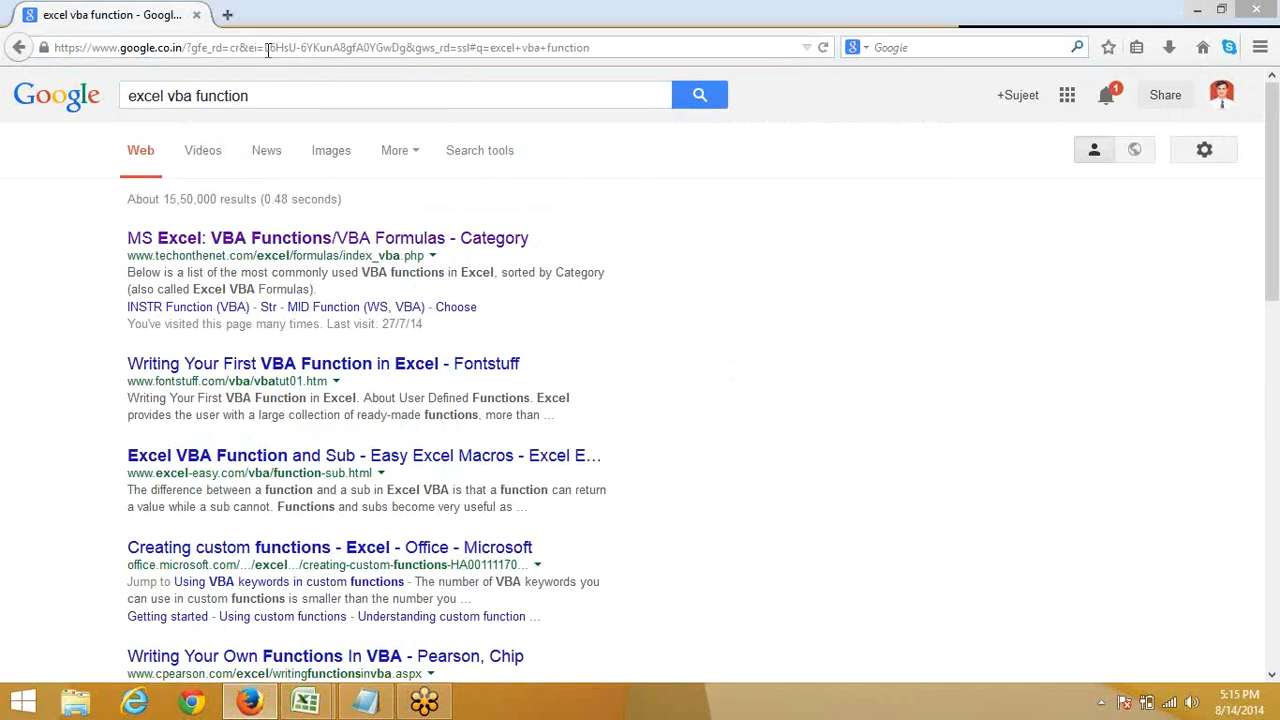 excel vba function - Googl...
https://www.google.co.in/?gfe_rd=cr&ei= 6HsU-6YKunA8gfA0YGwDg&gws_rd=ssl#q=excel+vba+function
Google
Google
excel vba function
+Sujeet
1
Share
Web
Videos
News
Images
More
Search tools
About 15,50,000 results (0.48 seconds)
MS Excel: VBA Functions/VBA Formulas - Category
www.techonthenet.com/excel/formulas/index_vba.php
Below is a list of the most commonly used VBA functions in Excel, sorted by Category
(also called Excel VBA Formulas).
INSTR Function (VBA) - Str - MID Function (WS, VBA) - Choose
You've visited this page many times. Last visit: 27/7/14
Writing Your First VBA Function in Excel - Fontstuff
www.fontstuff.com/vba/vbatut01.htm
Writing Your First VBA Function in Excel. About User Defined Functions. Excel
provides the user with a large collection of ready-made functions, more than ...
Excel VBA Function and Sub - Easy Excel Macros - Excel E...
www.excel-easy.com/vba/function-sub.html
The difference between a function and a sub in Excel VBA is that a function can return
a value while a sub cannot. Functions and subs become very useful as ...
Creating custom functions - Excel - Office - Microsoft
office.microsoft.com/.../excel.../creating-custom-functions-HA00111170...
Jump to Using VBA keywords in custom functions - The number of VBA keywords you
can use in custom functions is smaller than the number you ...
Getting started - Using custom functions - Understanding custom function ...
Writing Your Own Functions In VBA - Pearson, Chip
www.cpearson.com/excel/writingfunctionsinvba.aspx
5:15 PM
8/14/2014